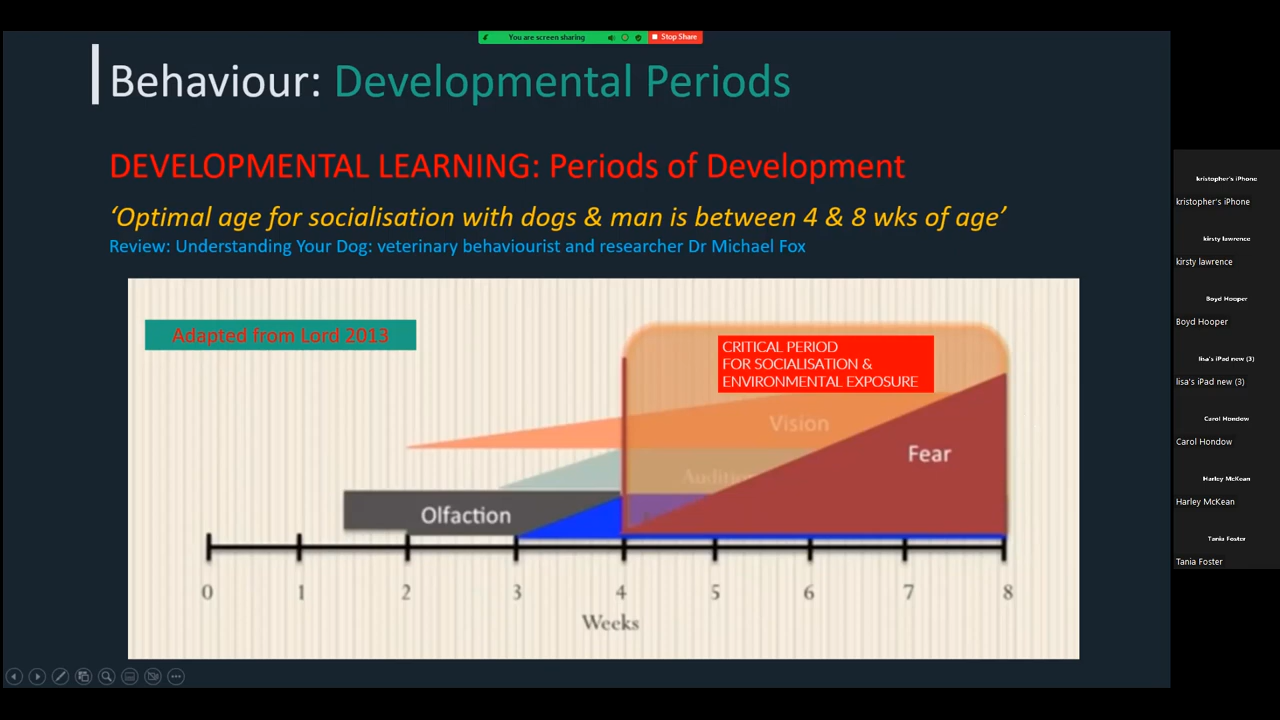 You are screen sharing
Stop Share
Behaviour: Developmental Periods
DEVELOPMENTAL LEARNING: Periods of Development
‘Optimal age for socialisation with dogs & man is between 4 & 8 wks of age’
Review: Understanding Your Dog: veterinary behaviourist and researcher Dr Michael Fox
Adapted from Lord 2013
CRITICAL PERIOD
FOR SOCIALISATION &
ENVIRONMENTAL EXPOSURE
Vision
Fear
Olfaction
0 1 2 3 4 5 6 7 8
Weeks
kristopher's iPhone
kristopher's iPhone
kirsty lawrence
kirsty lawrence
Boyd Hooper
Boyd Hooper
lisa's iPad new (3)
lisa's iPad new (3)
Carol Hondow
Carol Hondow
Harley McKean
Harley McKean
Tania Foster
Tania Foster